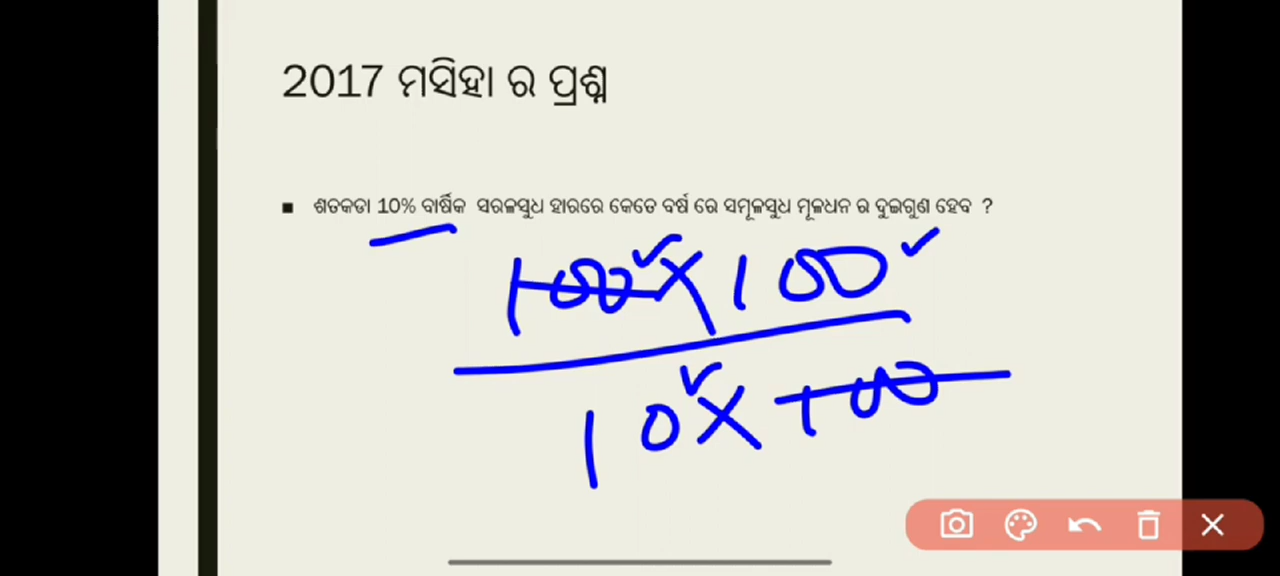 2017 ମସିହା ର ପ୍ରଶ୍ନ
▪ ଶତକଡା 10% ବାର୍ଷିକ ସରଳସୁଧ ହାରରେ କେତେ ବର୍ଷ ରେ ସମୂଳସୁଧ ମୂଳଧନ ର ଦୁଇଗୁଣ ହେବ ?
100 × 100
10 × 100